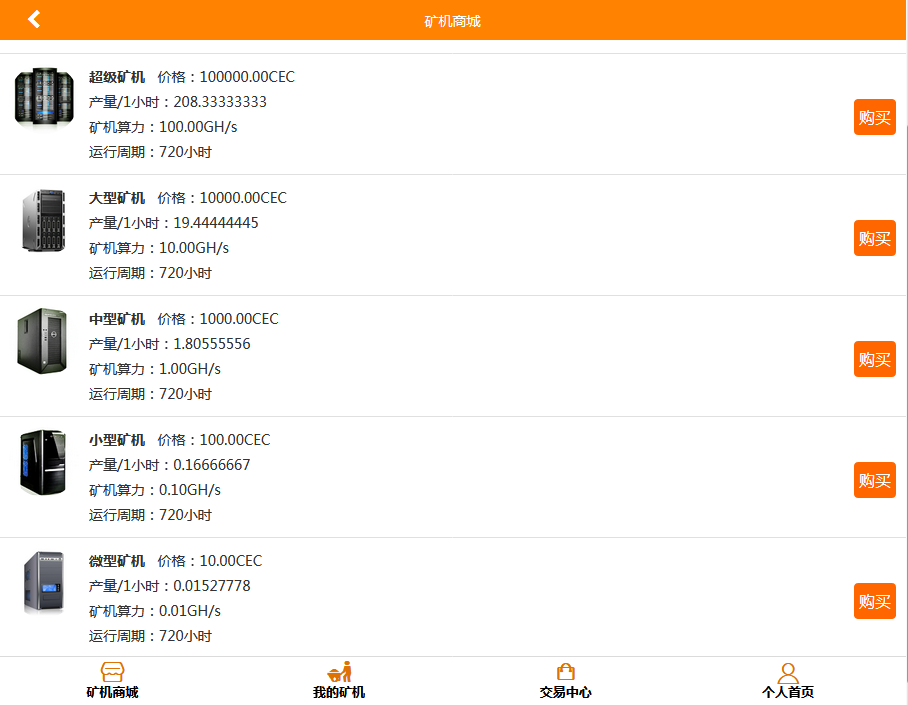 矿机商城
超级矿机 价格：100000.00CEC
产量/1小时：208.33333333
矿机算力：100.00GH/s
运行周期：720小时
购买
大型矿机 价格：10000.00CEC
产量/1小时：19.44444445
矿机算力：10.00GH/s
运行周期：720小时
购买
中型矿机 价格：1000.00CEC
产量/1小时：1.80555556
矿机算力：1.00GH/s
运行周期：720小时
购买
小型矿机 价格：100.00CEC
产量/1小时：0.16666667
矿机算力：0.10GH/s
运行周期：720小时
购买
微型矿机 价格：10.00CEC
产量/1小时：0.01527778
矿机算力：0.01GH/s
运行周期：720小时
购买
矿机商城 我的矿机 交易中心 个人首页